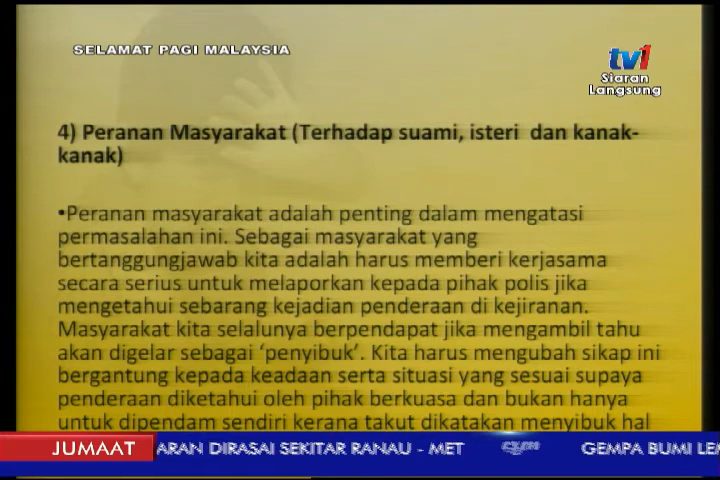 SELAMAT PAGI MALAYSIA
tv1
Siaran
Langsung
4) Peranan Masyarakat (Terhadap suami, isteri dan kanak-
kanak)
•Peranan masyarakat adalah penting dalam mengatasi
permasalahan ini. Sebagai masyarakat yang
bertanggungjawab kita adalah harus memberi kerjasama
secara serius untuk melaporkan kepada pihak polis jika
mengetahui sebarang kejadian penderaan di kejiranan.
Masyarakat kita selalunya berpendapat jika mengambil tahu
akan digelar sebagai ‘penyibuk’. Kita harus mengubah sikap ini
bergantung kepada keadaan serta situasi yang sesuai supaya
penderaan diketahui oleh pihak berkuasa dan bukan hanya
untuk dipendam sendiri kerana takut dikatakan menyibuk hal
JUMAAT ARAN DIRASAI SEKITAR RANAU - MET GEMPA BUMI LEM